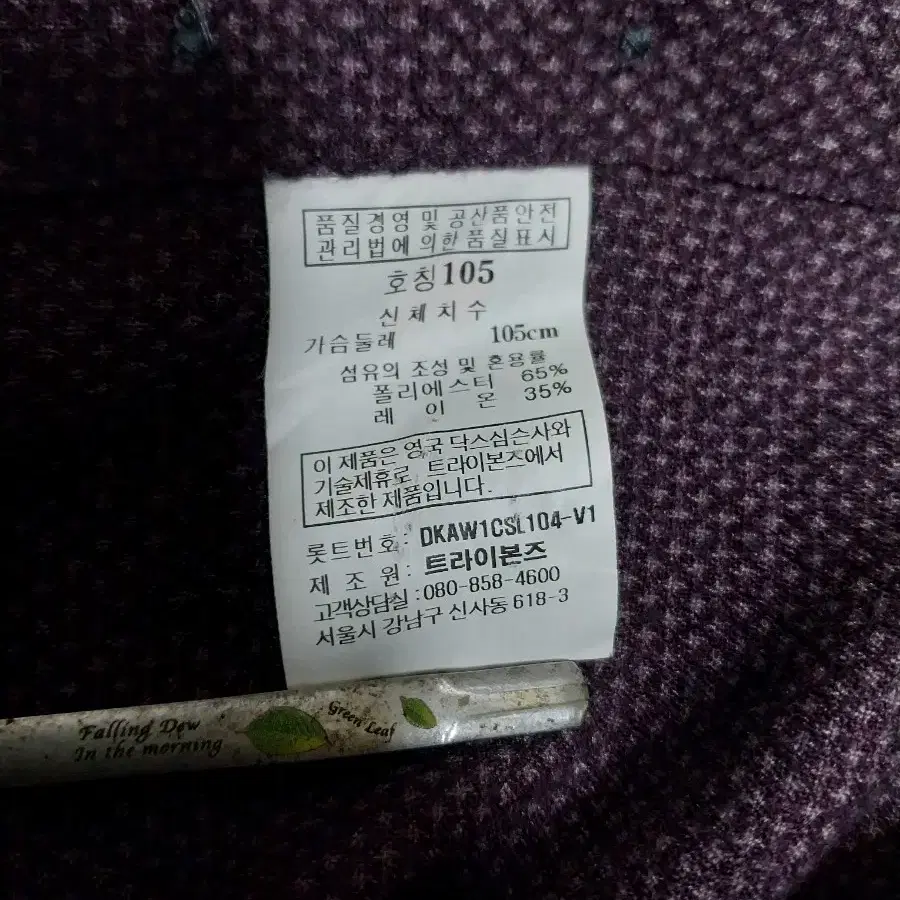 품질경영 및 공산품안전
관리법에 의한 품질표시
호칭 105
신체치수
가슴둘레 105cm
섬유의 조성 및 혼용률
폴리에스터 65%
레 이 온 35%
이 제품은 영국 닥스심슨사와
기술제휴로 트라이본즈에서
제조한 제품입니다.
롯트번호: DKAW1CSL104-V1
제 조 원: 트라이본즈
고객상담실 :080-858-4600
서울시 강남구 신사동 618-3
Falling Dew
In the morning
Green Leaf